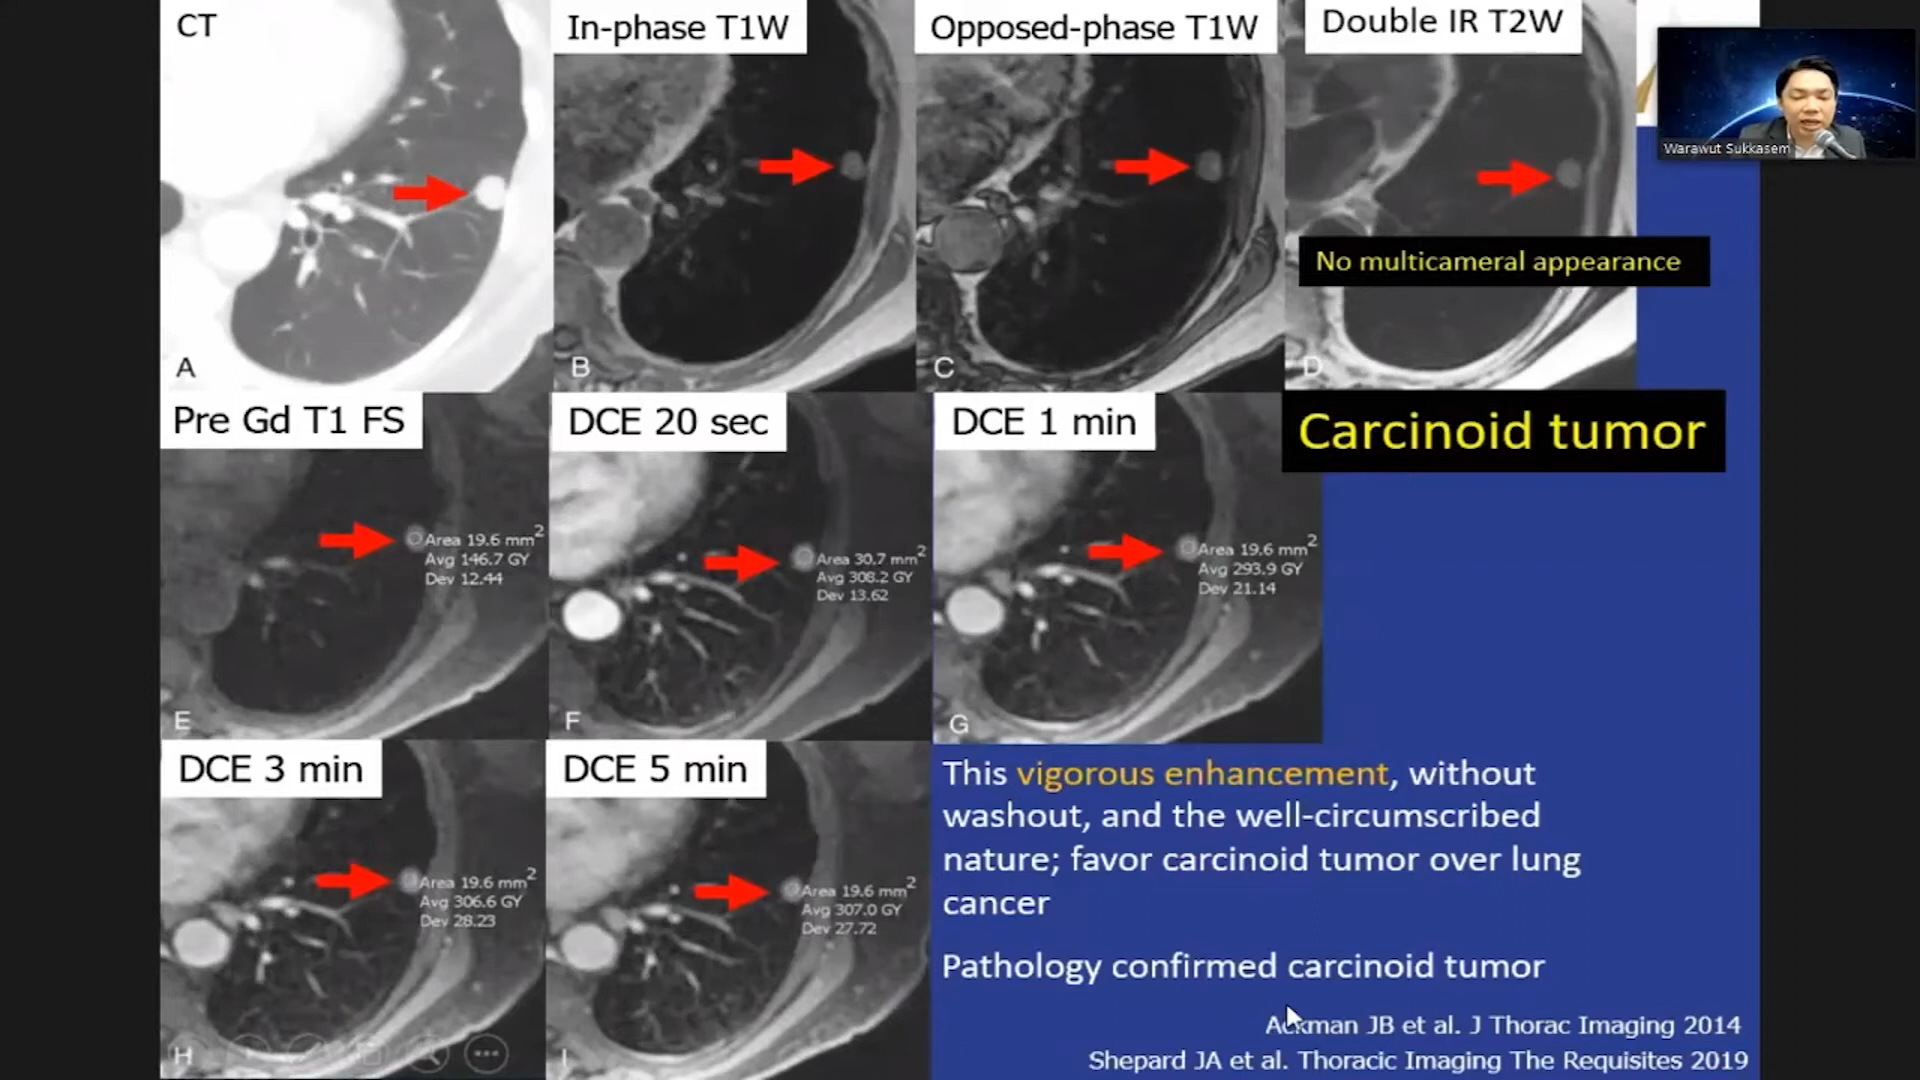 CT
In-phase T1W
Opposed-phase T1W
Double IR T2W
Warawut Sukkasem
No multicameral appearance
A
B
C
D
Pre Gd T1 FS
DCE 20 sec
DCE 1 min
Carcinoid tumor
Area 19.6 mm2
Avg 146.7 GY
Dev 12.44
Area 30.7 mm2
Avg 308.2 GY
Dev 13.62
Area 19.6 mm2
Avg 293.9 GY
Dev 21.14
E
F
G
DCE 3 min
DCE 5 min
Area 19.6 mm2
Avg 306.6 GY
Dev 28.23
Area 19.6 mm2
Avg 307.0 GY
Dev 27.72
H
I
This vigorous enhancement, without
washout, and the well-circumscribed
nature; favor carcinoid tumor over lung
cancer
Pathology confirmed carcinoid tumor
Ackman JB et al. J Thorac Imaging 2014
Shepard JA et al. Thoracic Imaging The Requisites 2019